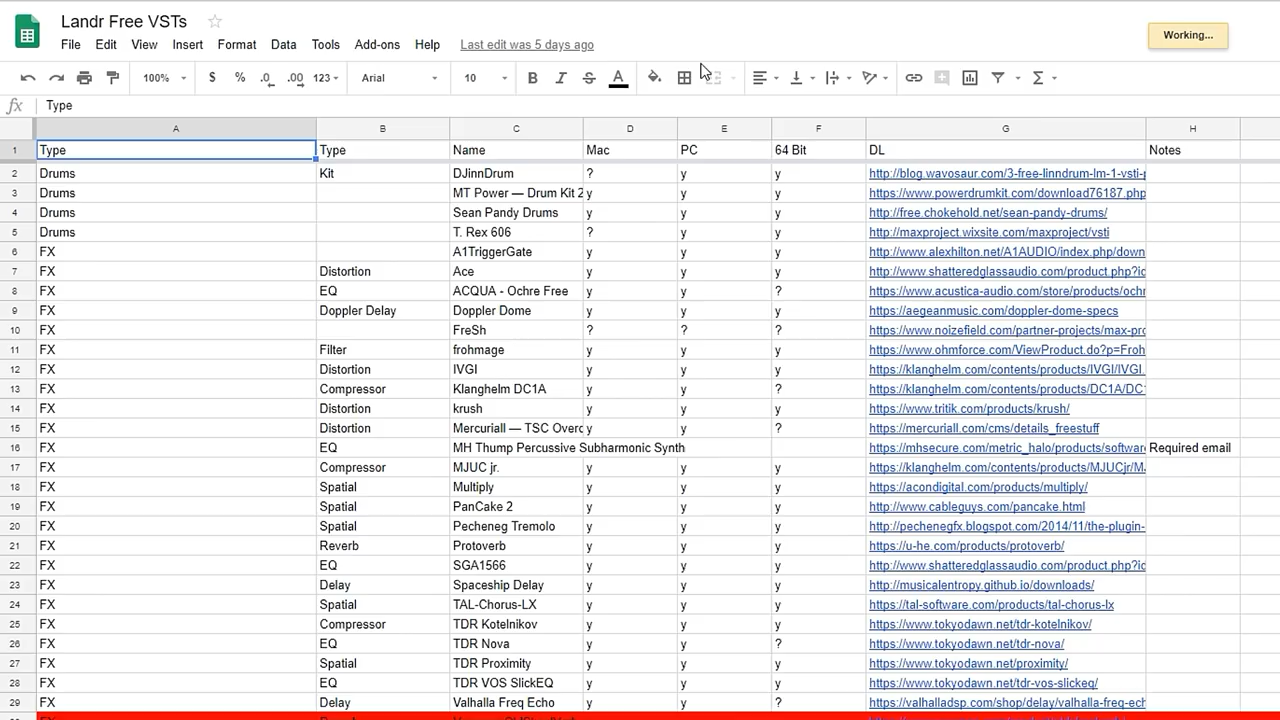 Landr Free VSTs
Working...
File Edit View Insert Format Data Tools Add-ons Help Last edit was 5 days ago
100% $ % .0 .00 123 Arial 10 B I S A
fx Type
A B C D E F G H
1 Type Type Name Mac PC 64 Bit DL Notes
2 Drums Kit DJinnDrum ? y y http://blog.wavosaur.com/3-free-linndrum-lm-1-vsti-
3 Drums MT Power — Drum Kit 2 y y y https://www.powerdrumkit.com/download76187.php
4 Drums Sean Pandy Drums y y y http://free.chokehold.net/sean-pandy-drums/
5 Drums T. Rex 606 ? y y http://maxproject.wixsite.com/maxproject/vsti
6 FX A1TriggerGate y y y http://www.alexhilton.net/A1AUDIO/index.php/down
7 FX Distortion Ace y y y http://www.shatteredglassaudio.com/product.php?ic
8 FX EQ ACQUA - Ochre Free y y ? http://www.acustica-audio.com/store/products/ochr
9 FX Doppler Delay Doppler Dome y y y https://aegeanmusic.com/doppler-dome-specs
10 FX FreSh ? ? ? https://www.noizefield.com/partner-projects/max-pro
11 FX Filter frohmage y y y https://www.ohmforce.com/ViewProduct.do?p=Froh
12 FX Distortion IVGI y y y https://klanghelm.com/contents/products/IVGI/IVGI.
13 FX Compressor Klanghelm DC1A y y ? https://klanghelm.com/contents/products/DC1A/DC1
14 FX Distortion krush y y y https://www.tritik.com/products/krush/
15 FX Distortion Mercuriall — TSC Overd y y ? https://mercuriall.com/cms/details_freestuff
16 FX EQ MH Thump Percussive Subharmonic Synth https://mhsecure.com/metric_halo/products/software Required email
17 FX Compressor MJUC jr. y y y https://klanghelm.com/contents/products/MJUCjr/M
18 FX Spatial Multiply y y y https://acondigital.com/products/multiply/
19 FX Spatial PanCake 2 y y y http://www.cableguys.com/pancake.html
20 FX Spatial Pecheneg Tremolo y y y http://pechenegfx.blogspot.com/2014/11/the-plugin-
21 FX Reverb Protoverb y y y https://u-he.com/products/protoverb/
22 FX EQ SGA1566 y y y http://www.shatteredglassaudio.com/product.php?ic
23 FX Delay Spaceship Delay y y y http://musicalentropy.github.io/downloads/
24 FX Spatial TAL-Chorus-LX y y y https://tal-software.com/products/tal-chorus-lx
25 FX Compressor TDR Kotelnikov y y y https://www.tokyodawn.net/tdr-kotelnikov/
26 FX EQ TDR Nova y y ? https://www.tokyodawn.net/tdr-nova/
27 FX Spatial TDR Proximity y y y https://www.tokyodawn.net/proximity/
28 FX EQ TDR VOS SlickEQ y y y https://www.tokyodawn.net/tdr-vos-slickeq/
29 FX Delay Valhalla Freq Echo y y ? https://valhalladsp.com/shop/delay/valhalla-freq-ech